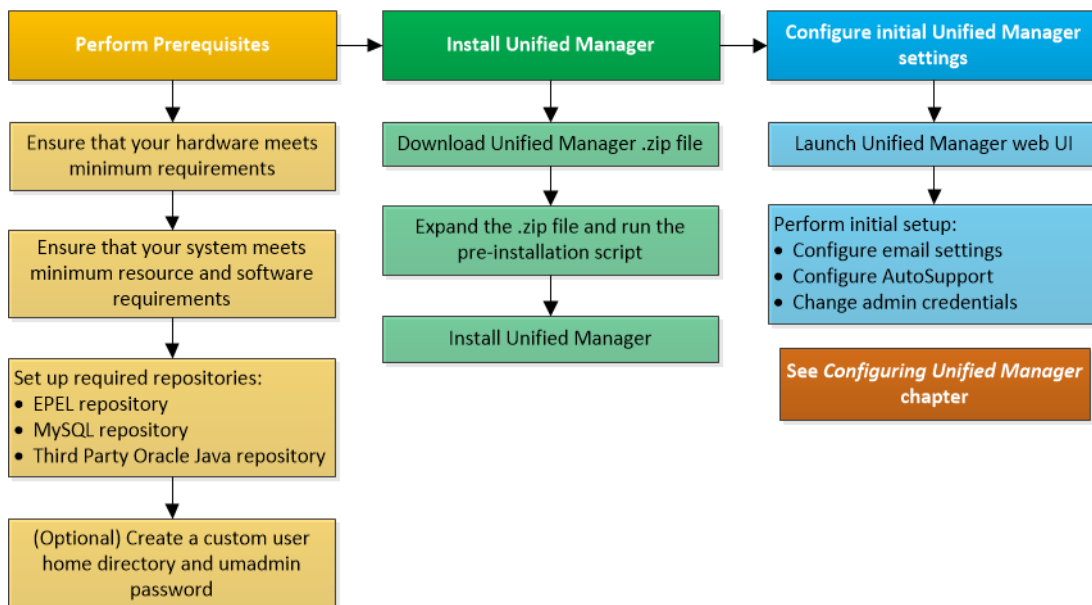 Perform Prerequisites
Ensure that your hardware meets
minimum requirements
Ensure that your system meets
minimum resource and software
requirements
Set up required repositories:
• EPEL repository
• MySQL repository
• Third Party Oracle Java repository
(Optional) Create a custom user
home directory and umadmin
password
Install Unified Manager
Download Unified Manager .zip file
Expand the .zip file and run the
pre-installation script
Install Unified Manager
Configure initial Unified Manager
settings
Launch Unified Manager web UI
Perform initial setup:
• Configure email settings
• Configure AutoSupport
• Change admin credentials
See Configuring Unified Manager
chapter